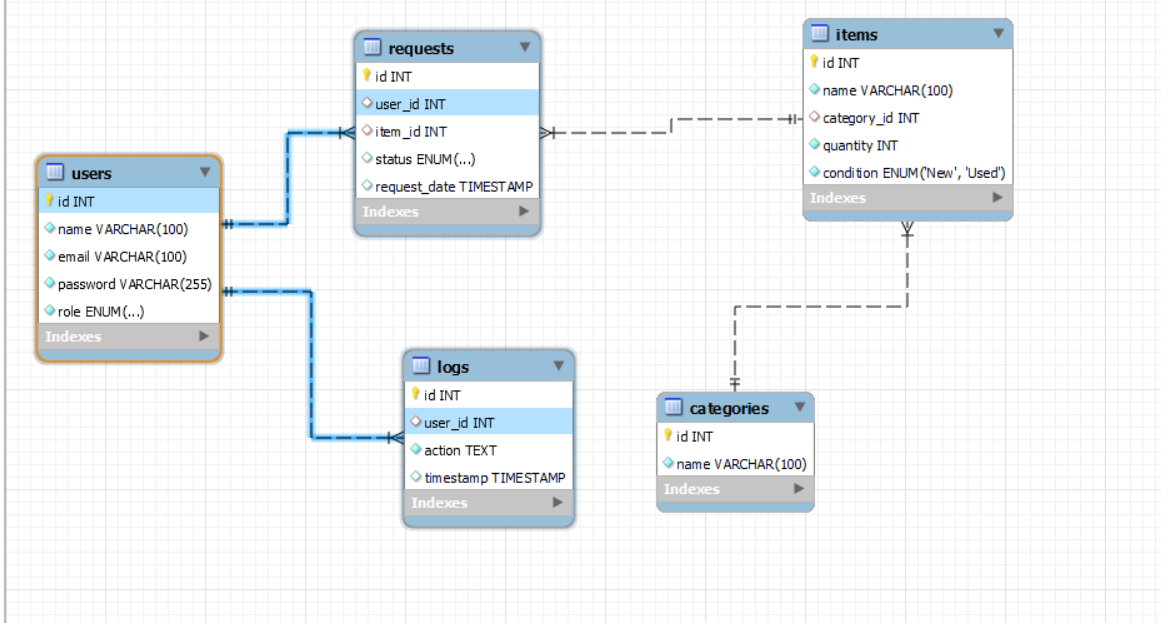 requests
id INT
user_id INT
item_id INT
status ENUM(...)
request_date TIMESTAMP
Indexes
items
id INT
name VARCHAR(100)
category_id INT
quantity INT
condition ENUM('New', 'Used')
Indexes
users
id INT
name VARCHAR(100)
email VARCHAR(100)
password VARCHAR(255)
role ENUM(...)
Indexes
logs
id INT
user_id INT
action TEXT
timestamp TIMESTAMP
Indexes
categories
id INT
name VARCHAR(100)
Indexes